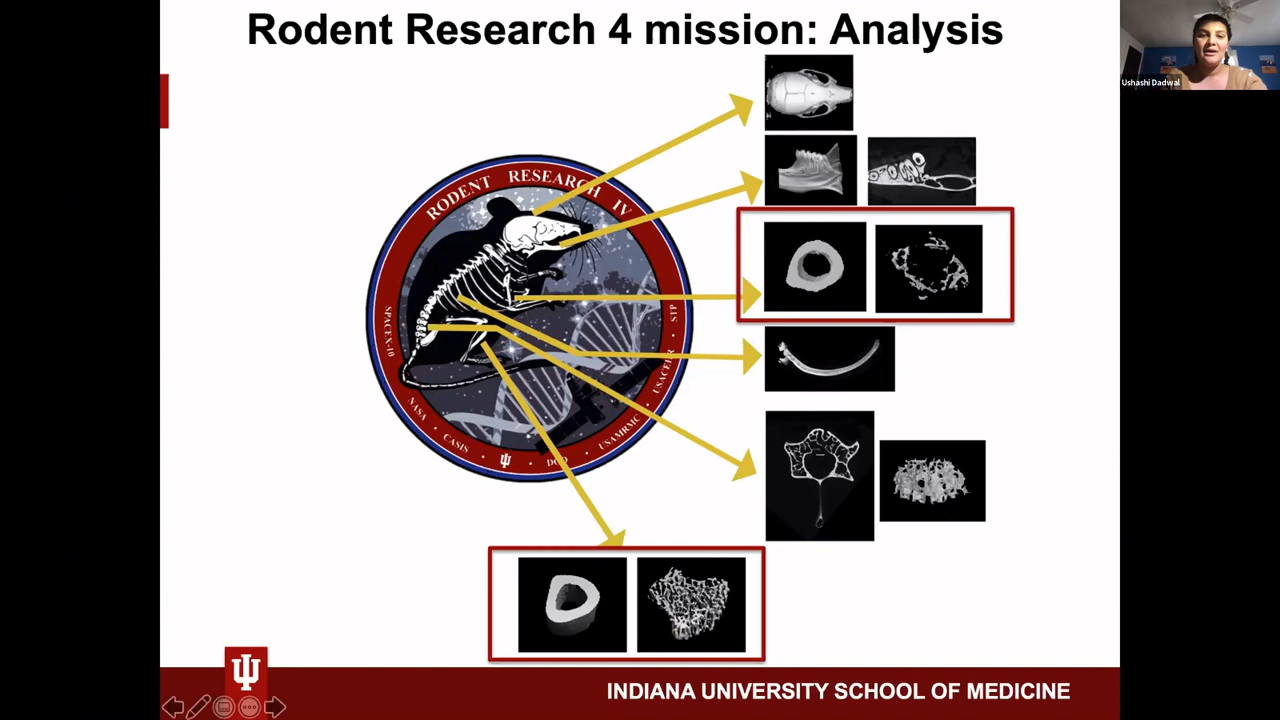 Rodent Research 4 mission: Analysis
Ushashi Dadwal
RODENT RESEARCH IV
SPACEX-10
NASA • CASIS • DOD • USAMRMC • USACEHR • STP
INDIANA UNIVERSITY SCHOOL OF MEDICINE